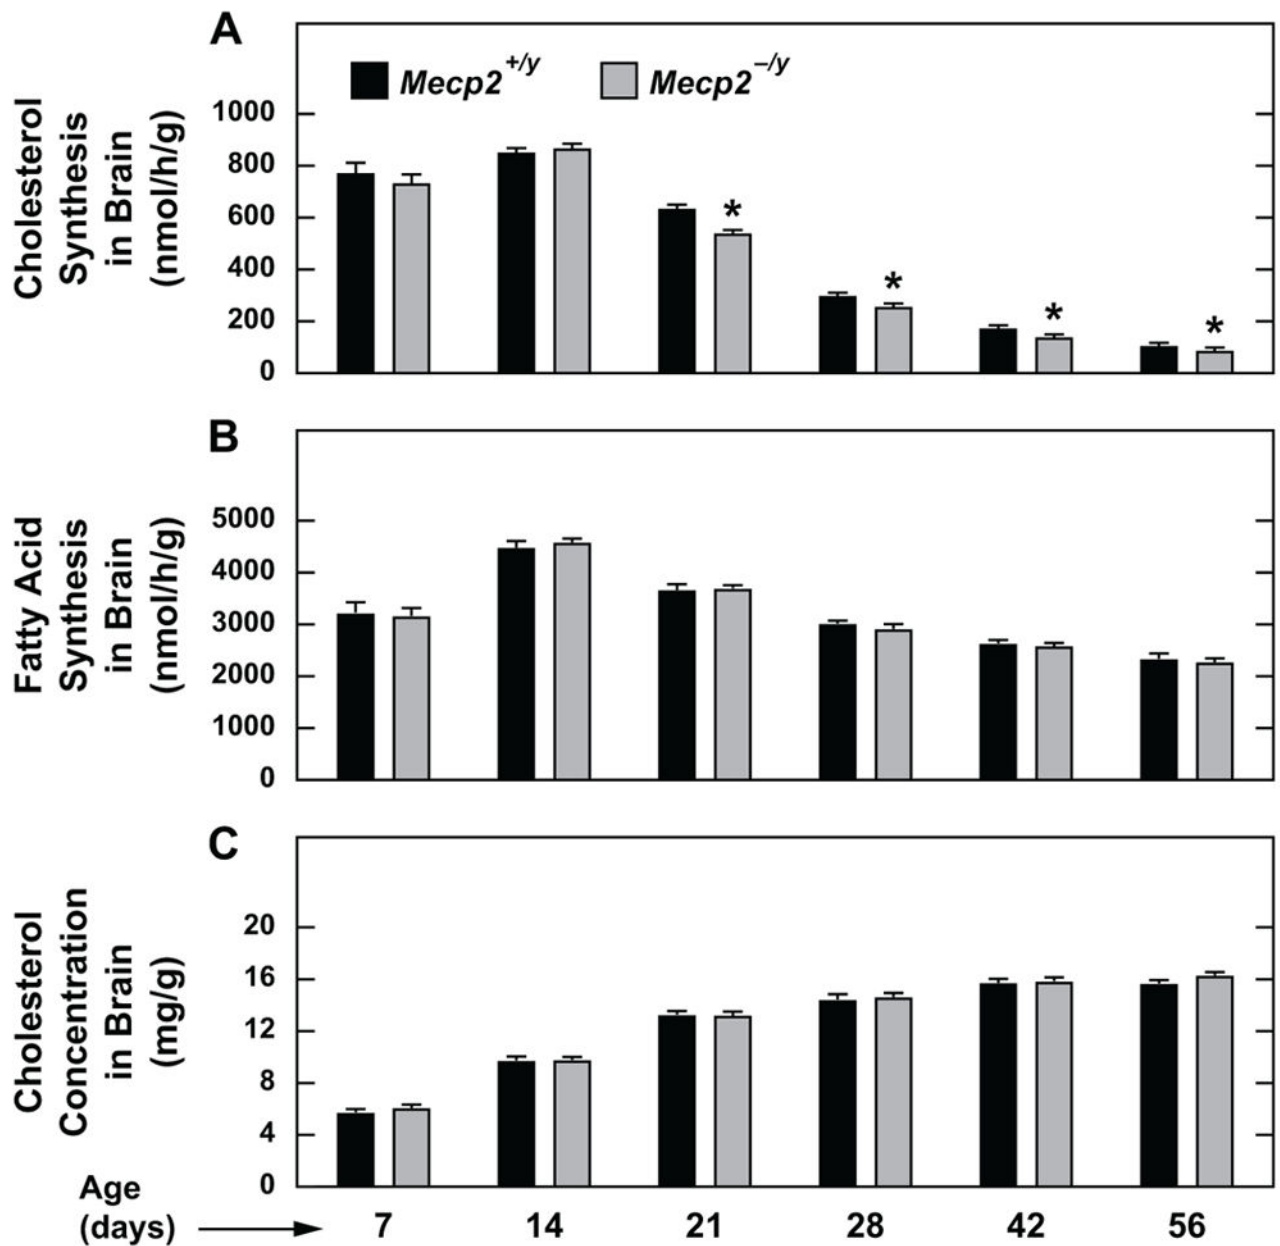 A
Mecp2+/y
Mecp2–/y
Cholesterol
Synthesis
in Brain
(nmol/h/g)
1000
800
600
400
200
0
*
*
*
*
B
Fatty Acid
Synthesis
in Brain
(nmol/h/g)
5000
4000
3000
2000
1000
0
C
Cholesterol
Concentration
in Brain
(mg/g)
20
16
12
8
4
0
Age
(days)
7 14 21 28 42 56